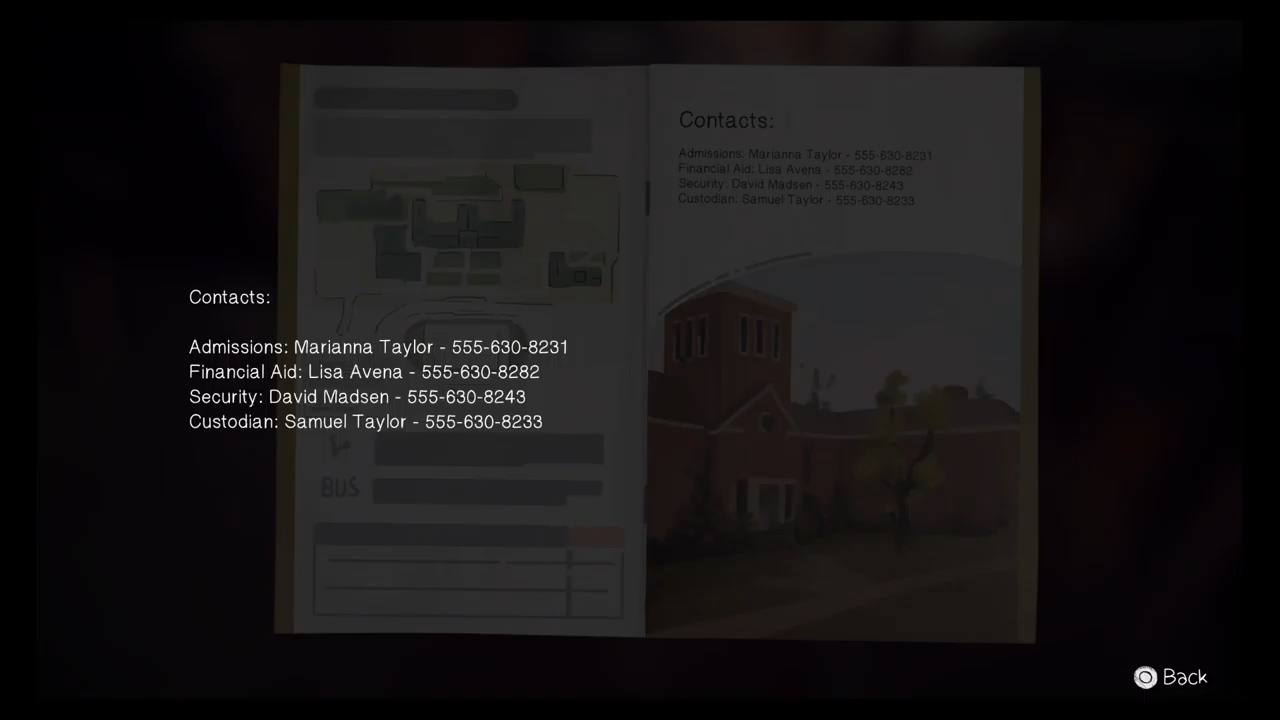 Contacts:
Admissions: Marianna Taylor - 555-630-8231
Financial Aid: Lisa Avena - 555-630-8282
Security: David Madsen - 555-630-8243
Custodian: Samuel Taylor - 555-630-8233
BUS
Contacts:
Admissions: Marianna Taylor - 555-630-8231
Financial Aid: Lisa Avena - 555-630-8282
Security: David Madsen - 555-630-8243
Custodian: Samuel Taylor - 555-630-8233
Back